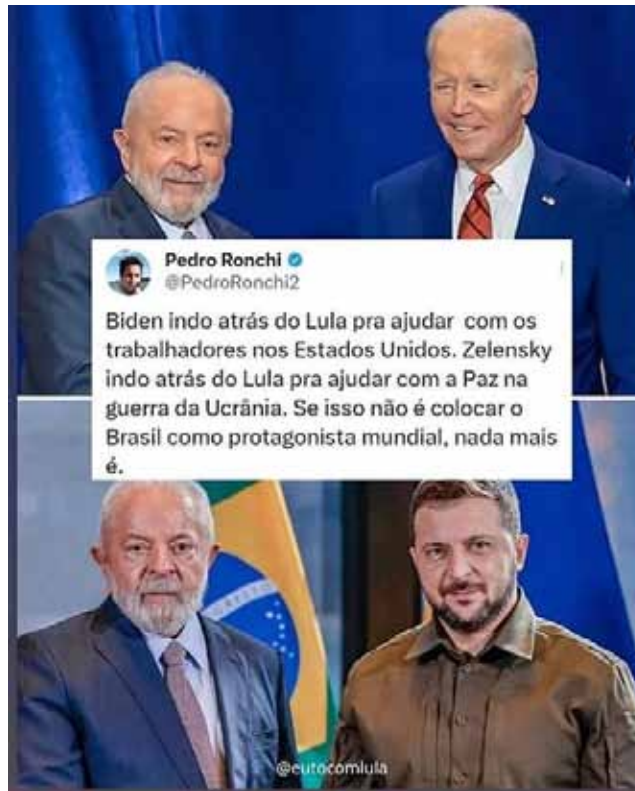 Pedro Ronchi
@PedroRonchi2
Biden indo atrás do Lula pra ajudar com os
trabalhadores nos Estados Unidos. Zelensky
indo atrás do Lula pra ajudar com a Paz na
guerra da Ucrânia. Se isso não é colocar o
Brasil como protagonista mundial, nada mais
é.
@eutocomlula